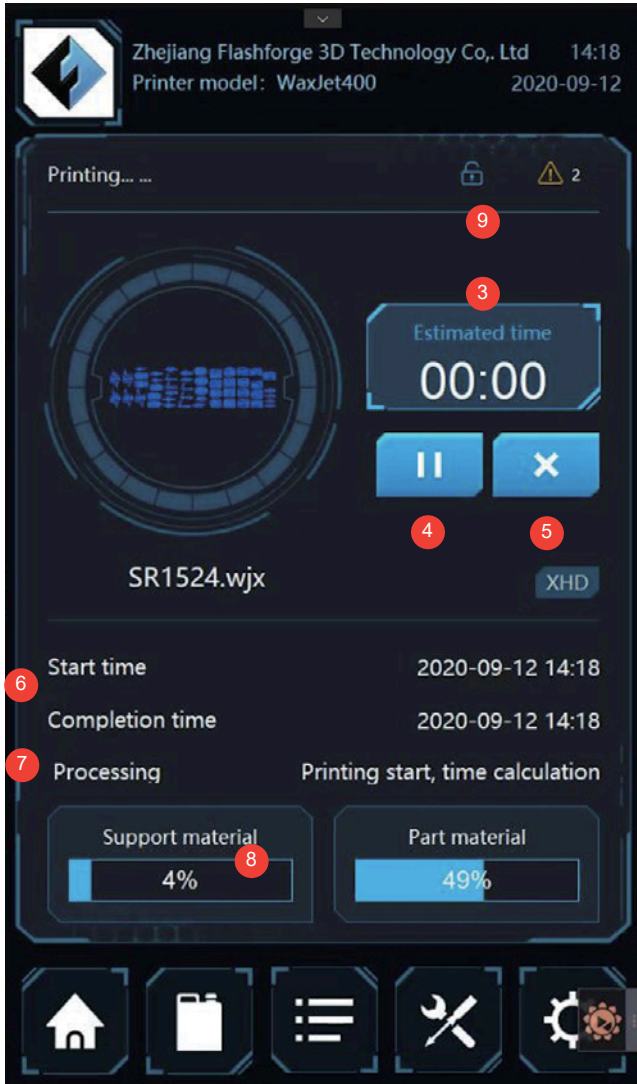 Zhejiang Flashforge 3D Technology Co,. Ltd 14:18
Printer model: WaxJet400 2020-09-12
Printing... ... 2
9
3
Estimated time
00:00
4 5
SR1524.wjx XHD
6
Start time 2020-09-12 14:18
Completion time 2020-09-12 14:18
7
Processing Printing start, time calculation
Support material Part material
8
4% 49%